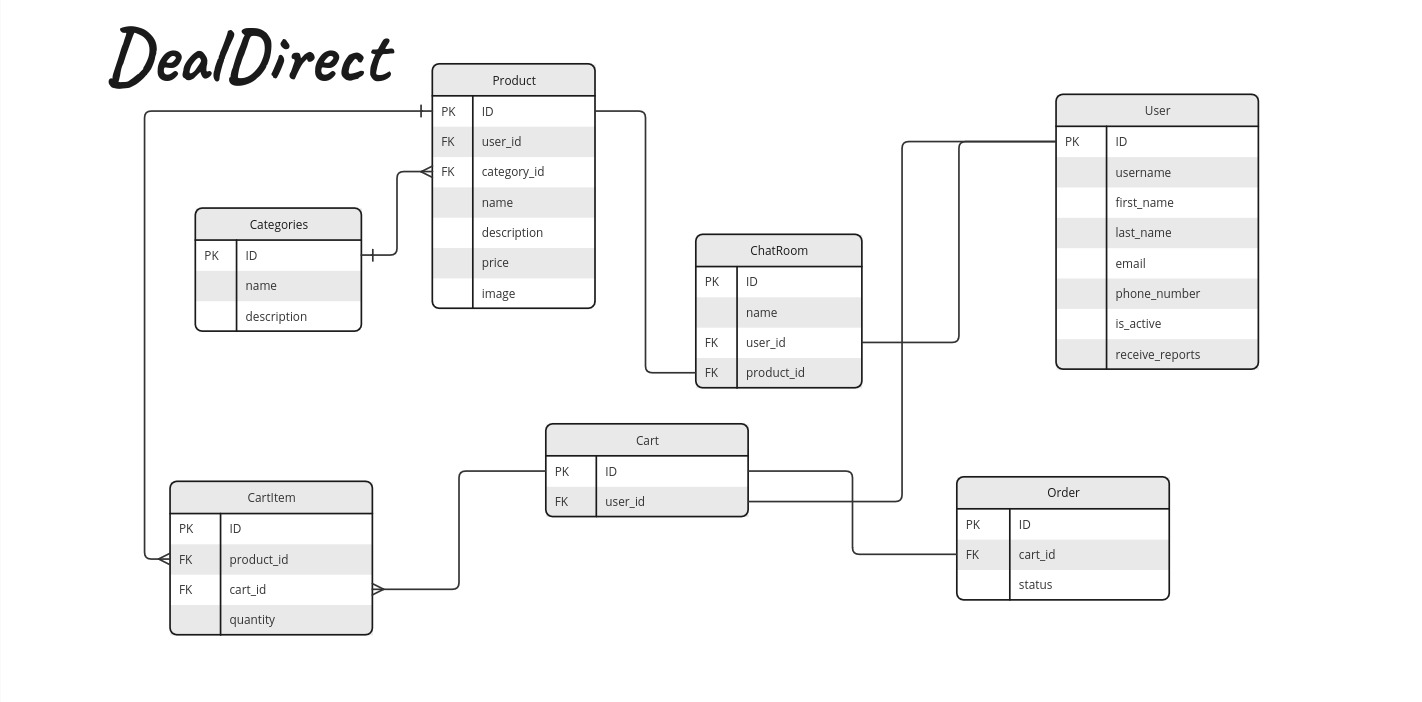 DealDirect
Product
PK ID
FK user_id
FK category_id
name
description
price
image
Categories
PK ID
name
description
ChatRoom
PK ID
name
FK user_id
FK product_id
User
PK ID
username
first_name
last_name
email
phone_number
is_active
receive_reports
Cart
PK ID
FK user_id
CartItem
PK ID
FK product_id
FK cart_id
quantity
Order
PK ID
FK cart_id
status